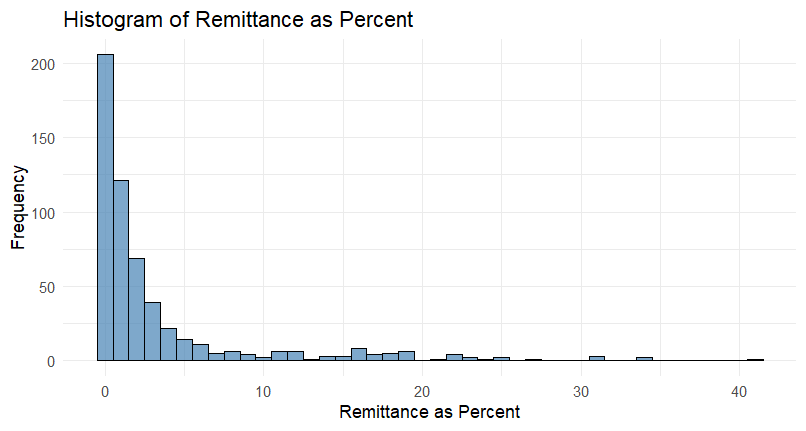 Histogram of Remittance as Percent
Frequency
200
150
100
50
0
0 10 20 30 40
Remittance as Percent